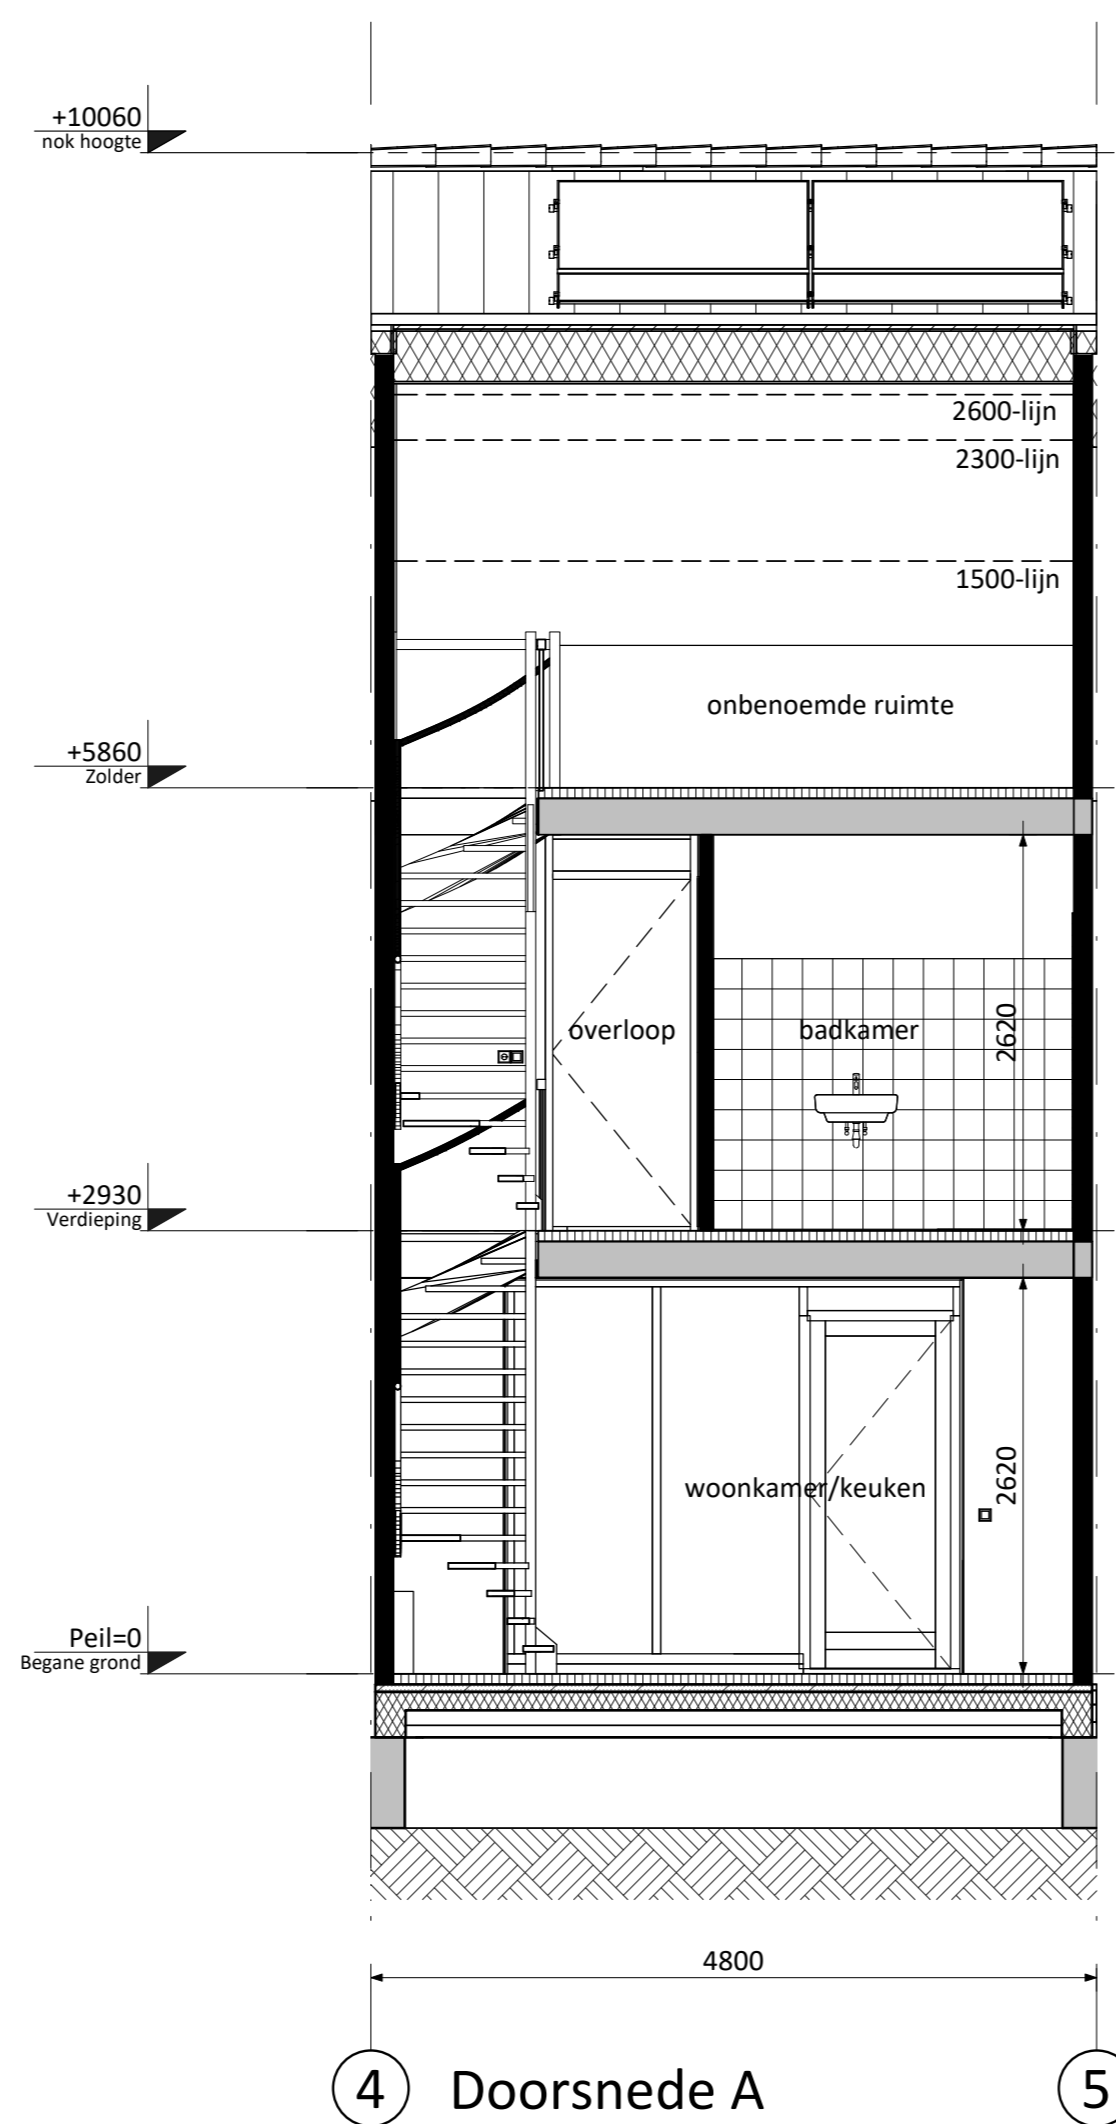 +10060
nok hoogte
2600-lijn
2300-lijn
1500-lijn
onbenoemde ruimte
+5860
Zolder
overloop
badkamer
2620
+2930
Verdieping
woonkamer/keuken
2620
Peil=0
Begane grond
4800
4 Doorsnede A 5